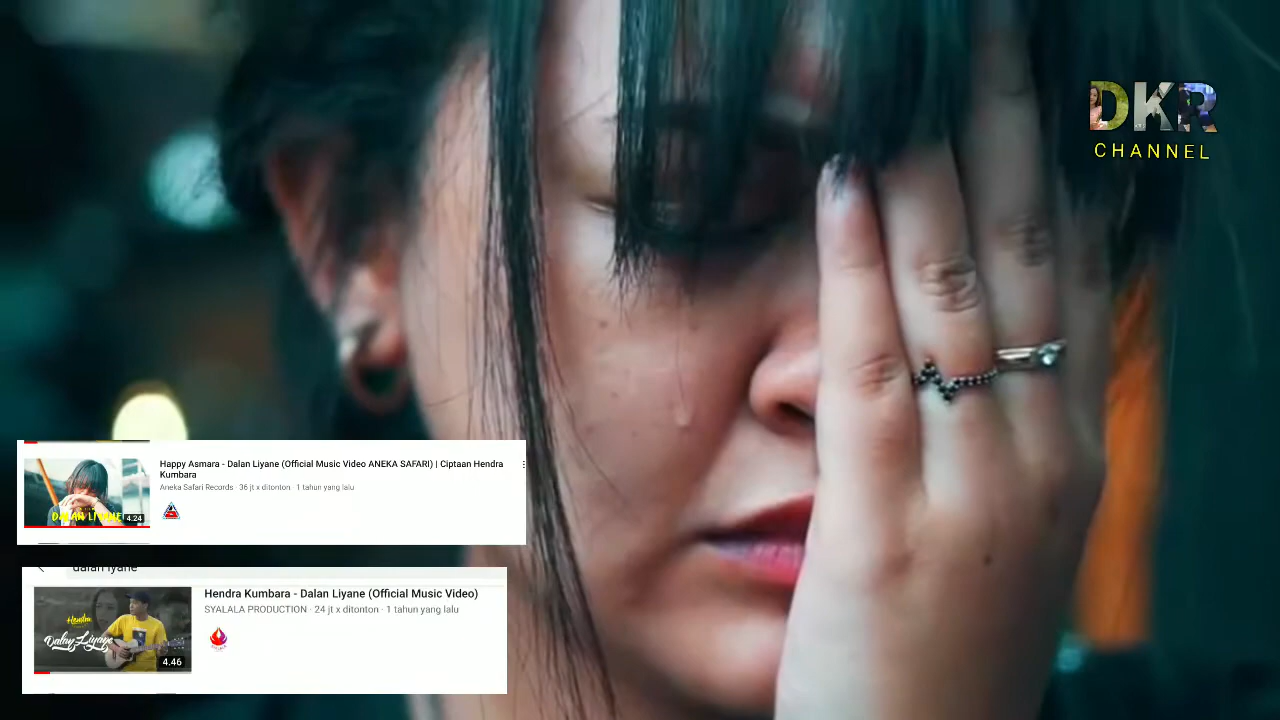 DKR
CHANNEL
Happy Asmara - Dalan Liyane (Official Music Video ANEKA SAFARI) | Ciptaan Hendra
Kumbara
Aneka Safari Records · 36 jt x ditonton · 1 tahun yang lalu
DALAN LIYANE
4.24
dalan lyane
Hendra Kumbara - Dalan Liyane (Official Music Video)
SYALALA PRODUCTION · 24 jt x ditonton · 1 tahun yang lalu
Hendra
Dalan Liyane
4.46